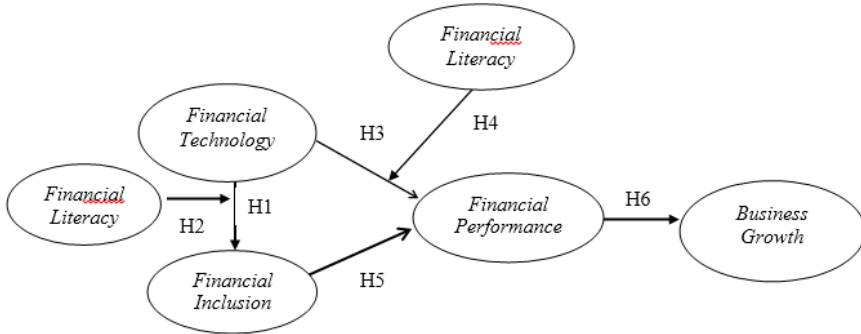 Financial
Literacy
Financial
Technology
H3
H4
Financial
Literacy
H2
H1
Financial
Performance
H6
Business
Growth
Financial
Inclusion
H5